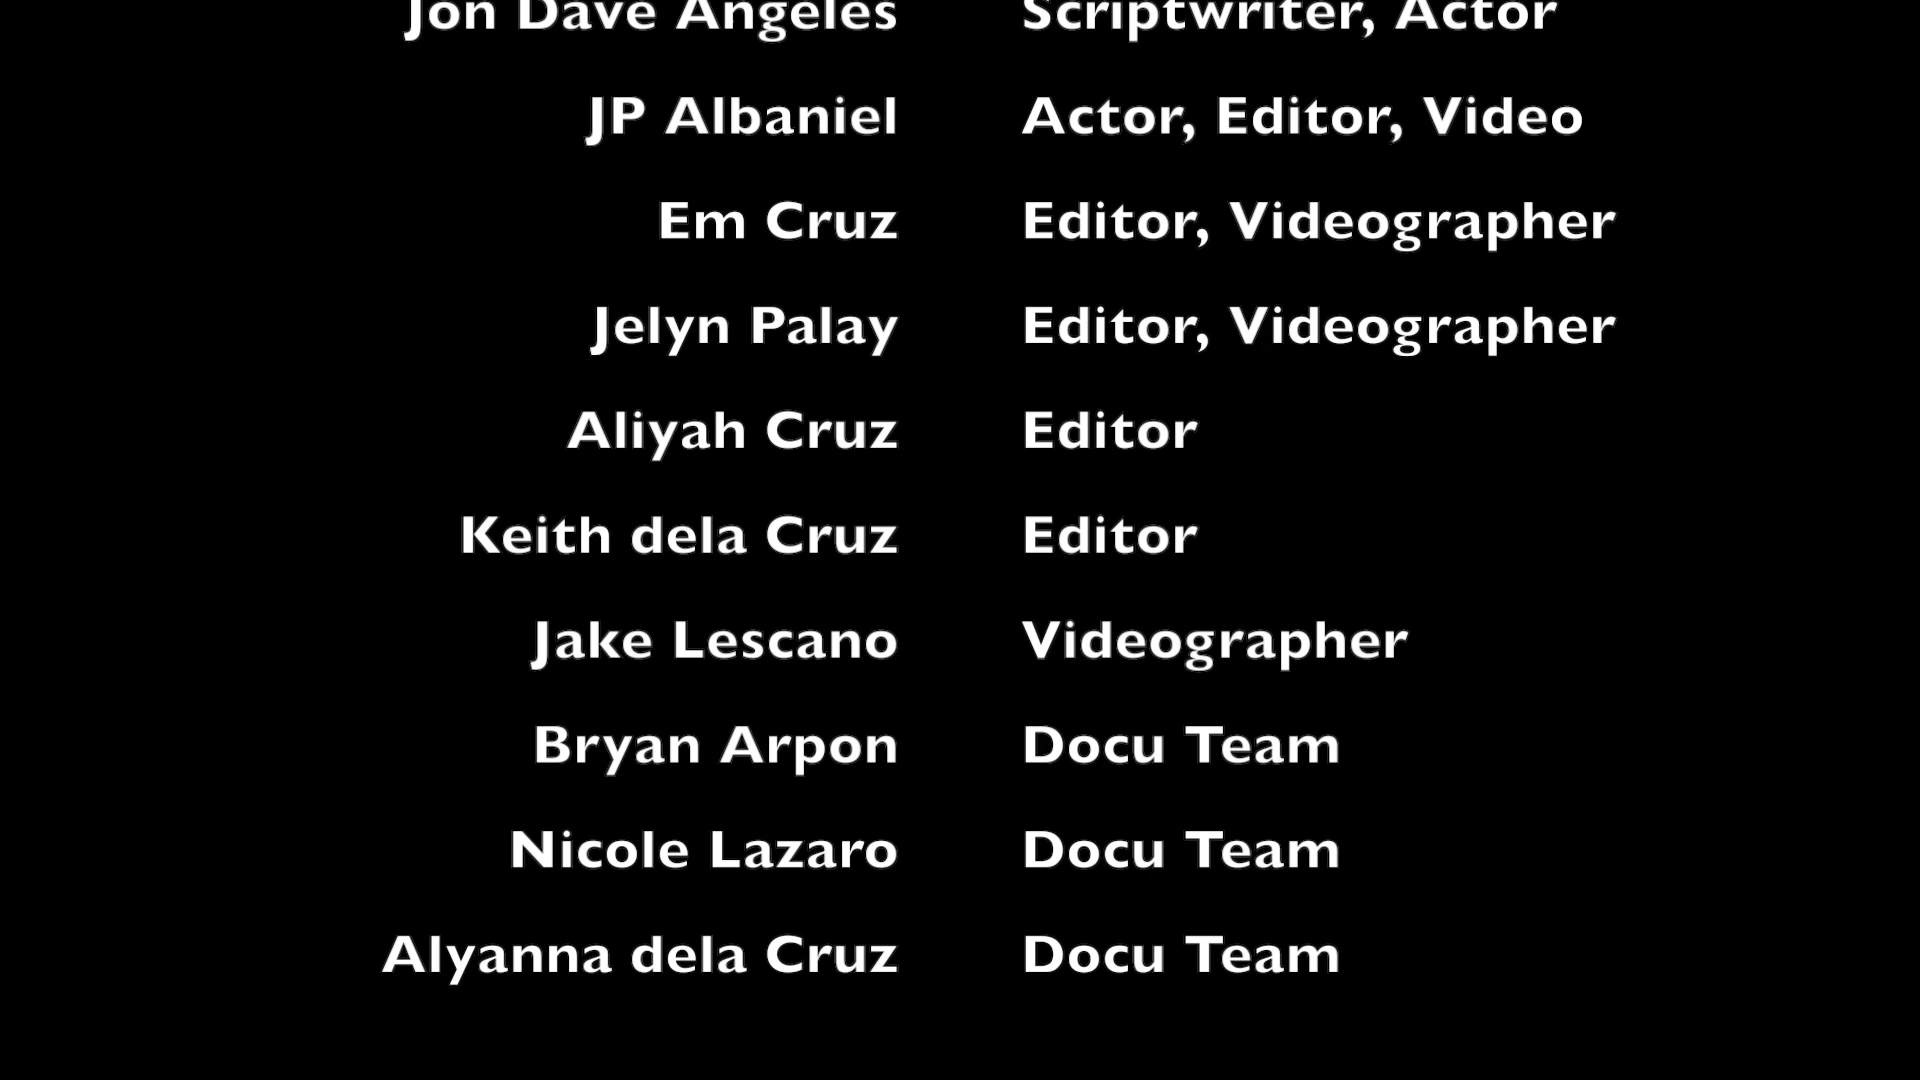 Jon Dave Angeles Scriptwriter, Actor
JP Albaniel Actor, Editor, Video
Em Cruz Editor, Videographer
Jelyn Palay Editor, Videographer
Aliyah Cruz Editor
Keith dela Cruz Editor
Jake Lescano Videographer
Bryan Arpon Docu Team
Nicole Lazaro Docu Team
Alyanna dela Cruz Docu Team